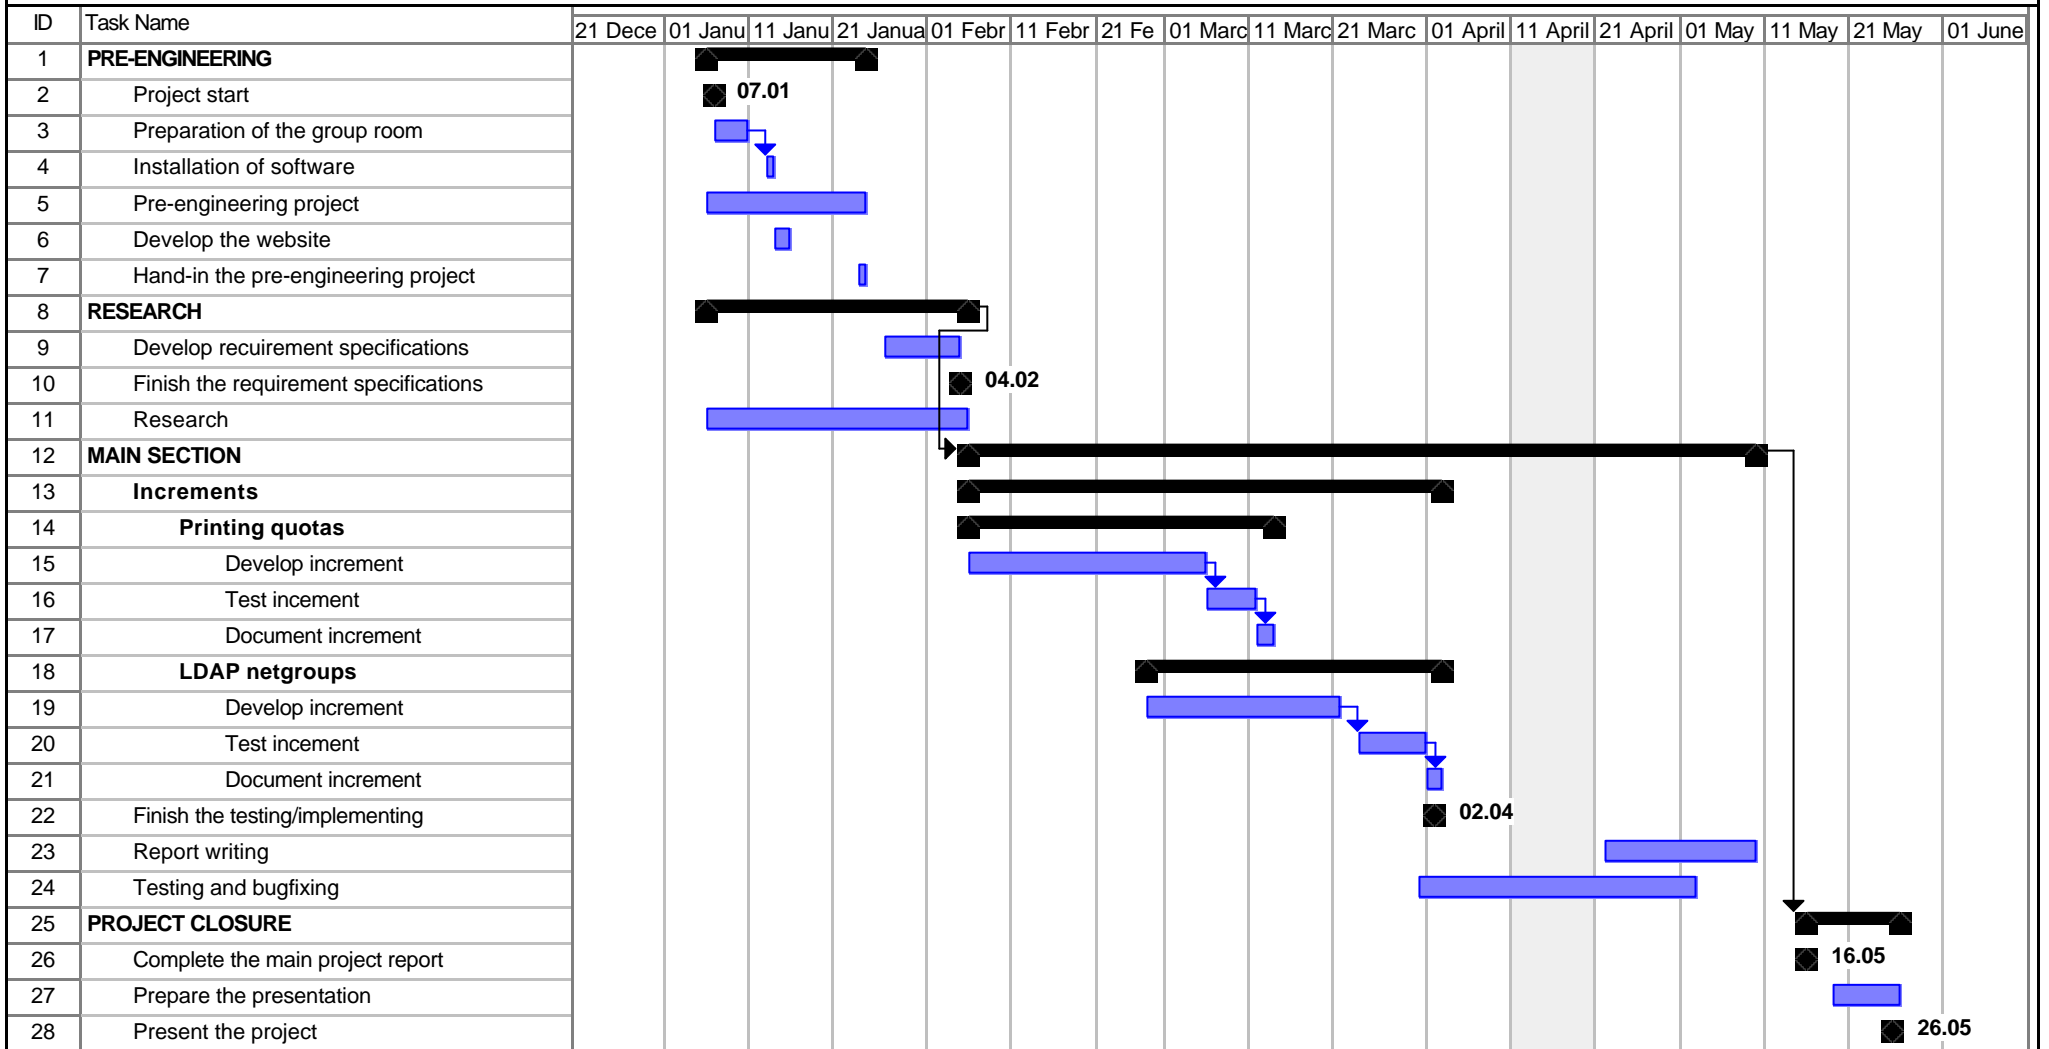 ID Task Name 21 Dece 01 Janu 11 Janu 21 Janua 01 Febr 11 Febr 21 Fe 01 Marc 11 Marc 21 Marc 01 April 11 April 21 April 01 May 11 May 21 May 01 June
1 PRE-ENGINEERING
2 Project start 07.01
3 Preparation of the group room
4 Installation of software
5 Pre-engineering project
6 Develop the website
7 Hand-in the pre-engineering project
8 RESEARCH
9 Develop recuirement specifications
10 Finish the requirement specifications 04.02
11 Research
12 MAIN SECTION
13 Increments
14 Printing quotas
15 Develop increment
16 Test incement
17 Document increment
18 LDAP netgroups
19 Develop increment
20 Test incement
21 Document increment
22 Finish the testing/implementing 02.04
23 Report writing
24 Testing and bugfixing
25 PROJECT CLOSURE
26 Complete the main project report 16.05
27 Prepare the presentation
28 Present the project 26.05